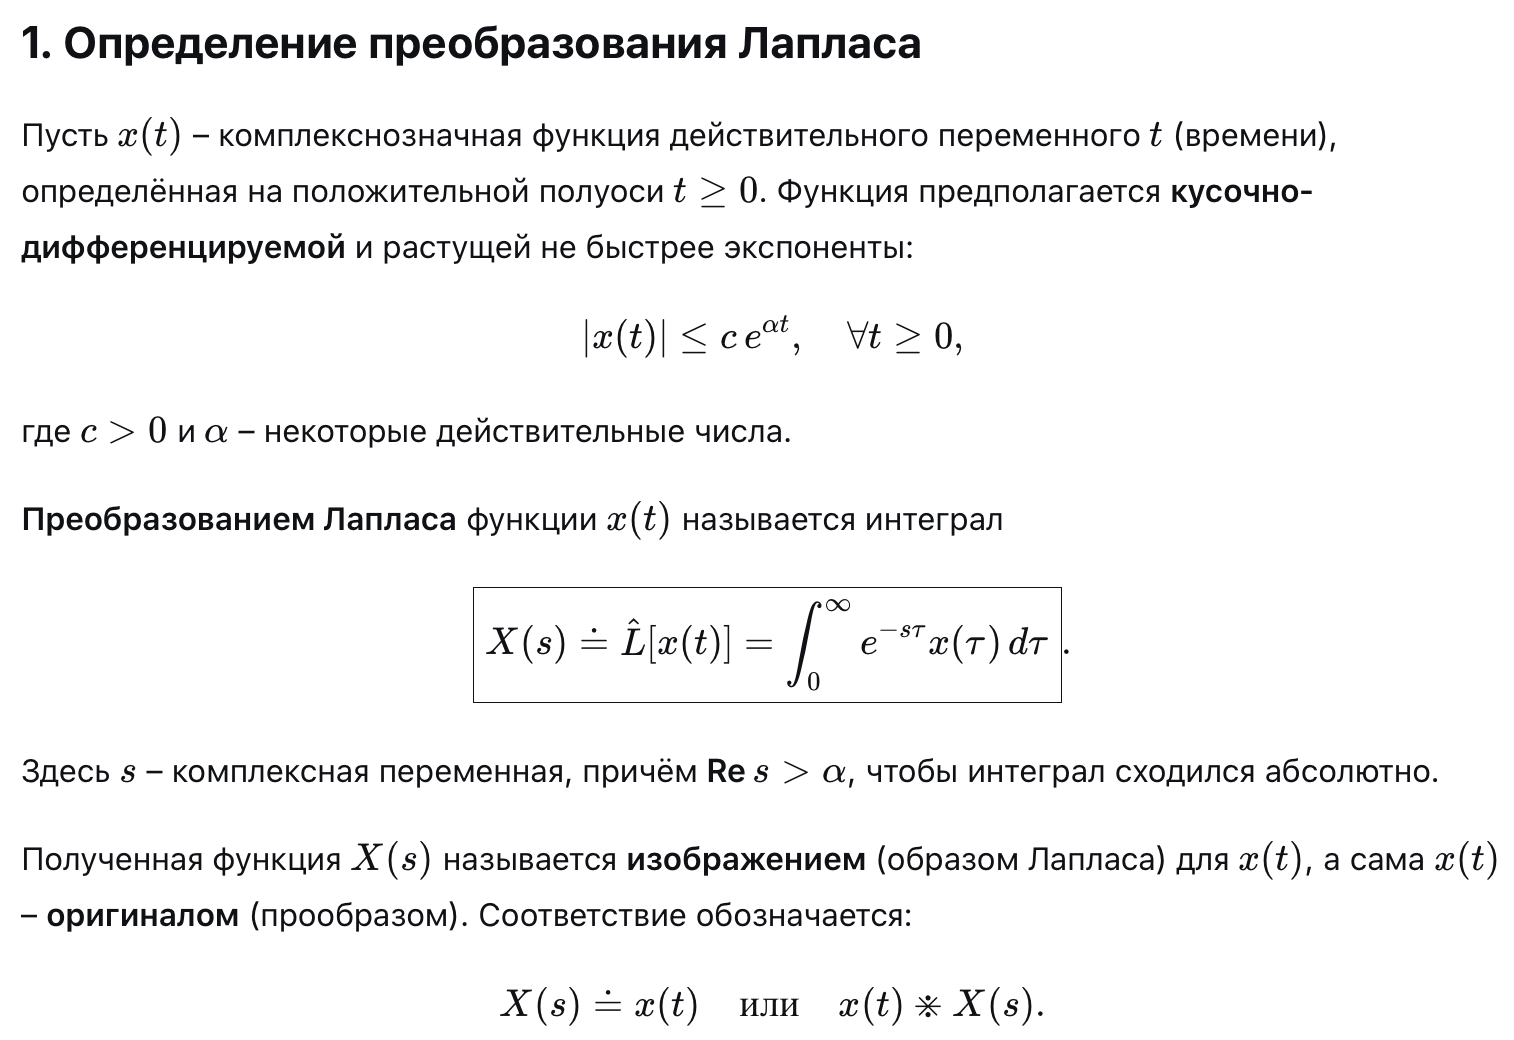 1. Определение преобразования Лапласа
Пусть x(t) – комплекснозначная функция действительного переменного t (времени),
определённая на положительной полуоси t ≥ 0. Функция предполагается кусочно-
дифференцируемой и растущей не быстрее экспоненты:
|x(t)| ≤ c e^{αt}, ∀t ≥ 0,
где c > 0 и α – некоторые действительные числа.
Преобразованием Лапласа функции x(t) называется интеграл
X(s) ≐ L̂[x(t)] = ∫_0^∞ e^{−sτ} x(τ) dτ.
Здесь s – комплексная переменная, причём Re s > α, чтобы интеграл сходился абсолютно.
Полученная функция X(s) называется изображением (образом Лапласа) для x(t), а сама x(t)
– оригиналом (прообразом). Соответствие обозначается:
X(s) ≐ x(t) или x(t) ⋇ X(s).